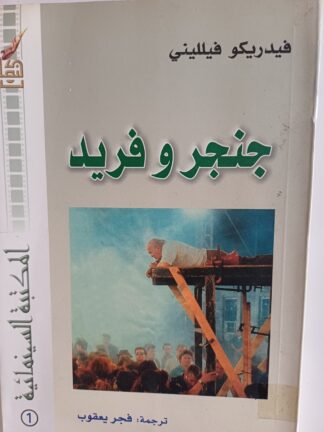 فيدريكو فيلليني
جنجر و فريد
المكتبة السينمائية
1
ترجمة: فجر يعقوب